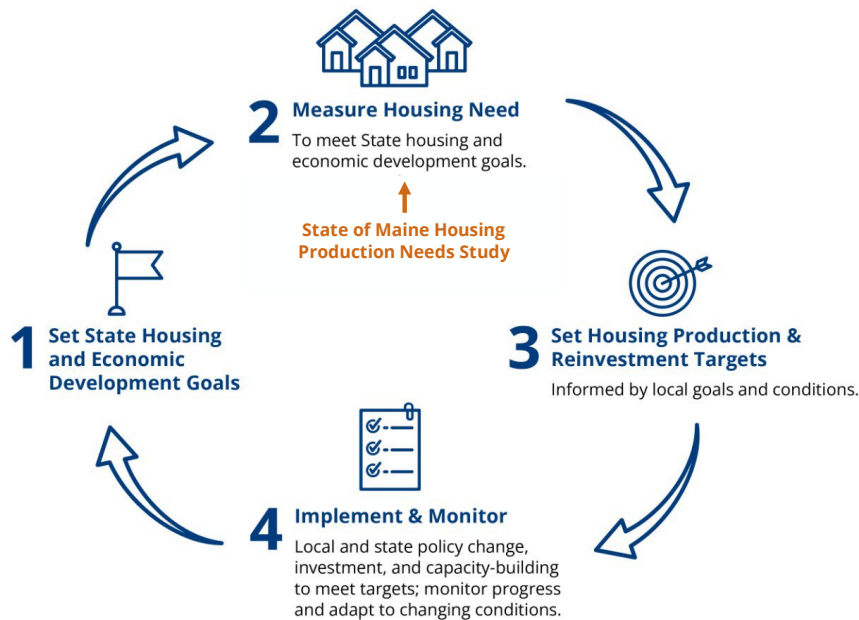 2
Measure Housing Need
To meet State housing and
economic development goals.
State of Maine Housing
Production Needs Study
1
Set State Housing
and Economic
Development Goals
3
Set Housing Production &
Reinvestment Targets
Informed by local goals and conditions.
4
Implement & Monitor
Local and state policy change,
investment, and capacity-building
to meet targets; monitor progress
and adapt to changing conditions.